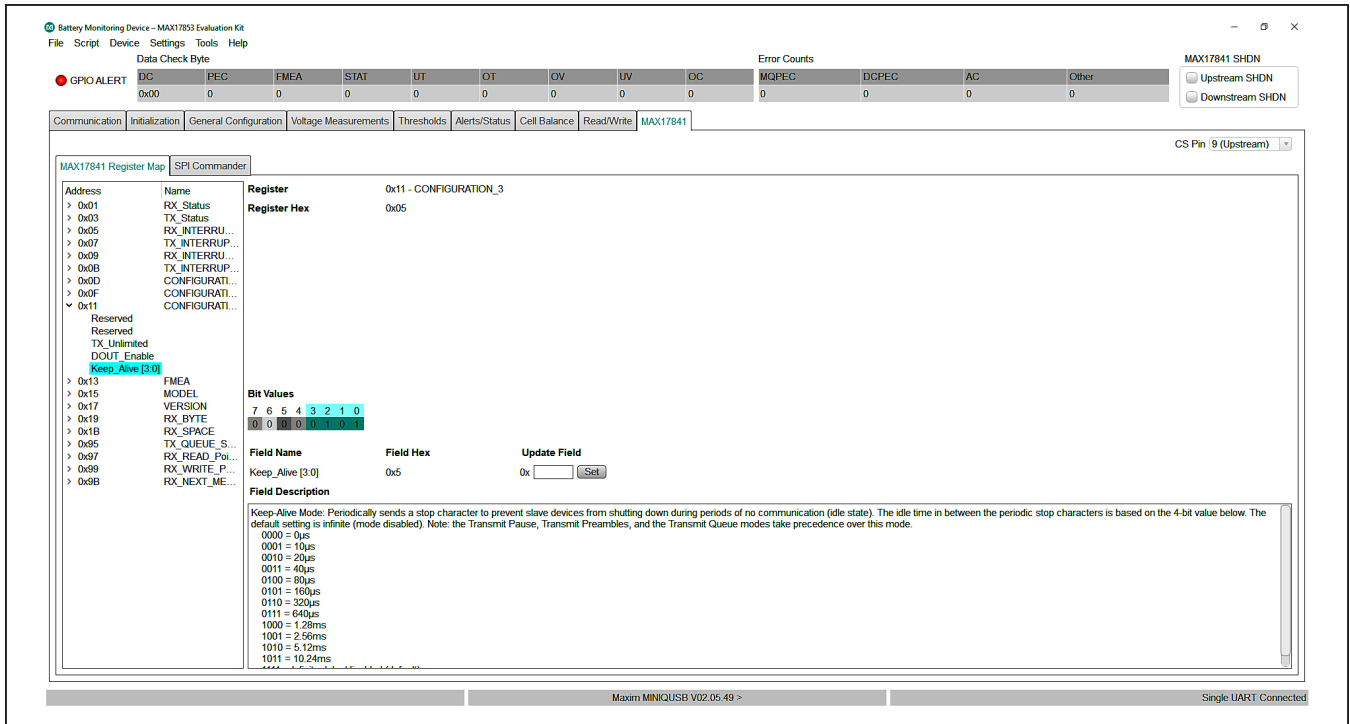 Battery Monitoring Device – MAX17853 Evaluation Kit
File Script Device Settings Tools Help
Data Check Byte Error Counts MAX17841 SHDN
GPIO ALERT DC PEC FMEA STAT UT OT OV UV OC MQPEC DCPEC AC Other Upstream SHDN
0x00 0 0 0 0 0 0 0 0 0 0 0 0 Downstream SHDN
Communication Initialization General Configuration Voltage Measurements Thresholds Alerts/Status Cell Balance Read/Write MAX17841
CS Pin 9 (Upstream)
MAX17841 Register Map SPI Commander
Address Name Register 0x11 - CONFIGURATION_3
> 0x01 RX_Status Register Hex 0x05
> 0x03 TX_Status
> 0x05 RX_INTERRU...
> 0x07 TX_INTERRUP...
> 0x09 RX_INTERRU...
> 0x0B TX_INTERRUP...
> 0x0D CONFIGURATI...
> 0x0F CONFIGURATI...
0x11 CONFIGURATI...
Reserved
Reserved
TX_Unlimited
DOUT_Enable
Keep_Alive [3:0]
> 0x13 FMEA
> 0x15 MODEL Bit Values
> 0x17 VERSION 7 6 5 4 3 2 1 0
> 0x19 RX_BYTE 0 0 0 0 0 1 0 1
> 0x1B RX_SPACE
> 0x95 TX_QUEUE_S...
> 0x97 RX_READ_Poi... Field Name Field Hex Update Field
> 0x99 RX_WRITE_P... Keep_Alive [3:0] 0x5 0x Set
> 0x9B RX_NEXT_ME...
Field Description
Keep-Alive Mode: Periodically sends a stop character to prevent slave devices from shutting down during periods of no communication (idle state). The idle time in between the periodic stop characters is based on the 4-bit value below. The
default setting is infinite (mode disabled). Note: the Transmit Pause, Transmit Preambles, and the Transmit Queue modes take precedence over this mode.
0000 = 0µs
0001 = 10µs
0010 = 20µs
0011 = 40µs
0100 = 80µs
0101 = 160µs
0110 = 320µs
0111 = 640µs
1000 = 1.28ms
1001 = 2.56ms
1010 = 5.12ms
1011 = 10.24ms
Maxim MINIQUSB V02.05.49 > Single UART Connected